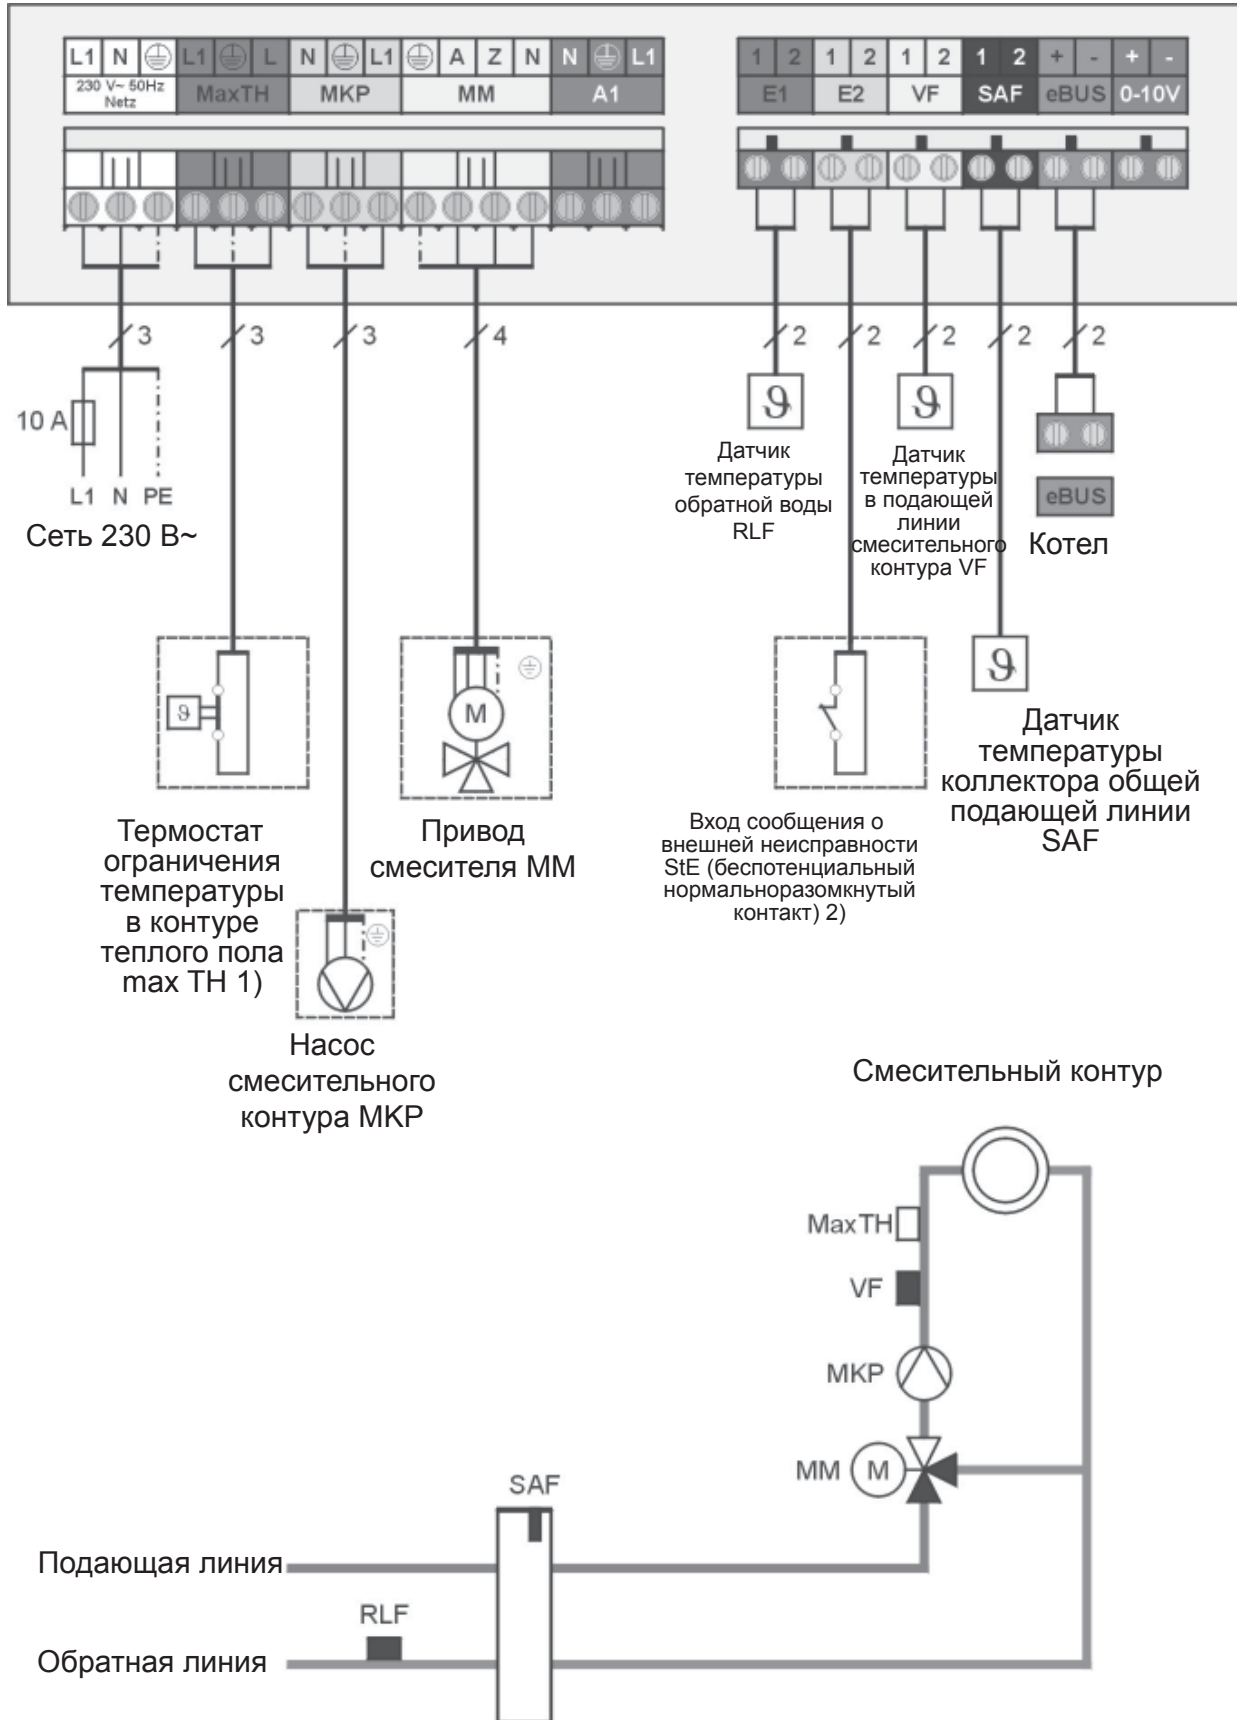 L1 N L1 L N L1 A Z N N L1
230 V~ 50Hz
Netz
MaxTH MKP MM A1
1 2 1 2 1 2 1 2 + - + -
E1 E2 VF SAF eBUS 0-10V
3 3 3 4 2 2 2 2 2
10 A
L1 N PE
Сеть 230 В~
ϑ
Датчик
температуры
обратной воды
RLF
ϑ
Датчик
температуры
в подающей
линии
смесительного
контура VF
eBUS
Котел
ϑ
Термостат
ограничения
температуры
в контуре
теплого пола
max TH 1)
M
Привод
смесителя ММ
Насос
смесительного
контура МКР
Вход сообщения о
внешней неисправности
StE (беспотенциальный
нормальноразомкнутый
контакт) 2)
ϑ
Датчик
температуры
коллектора общей
подающей линии
SAF
Смесительный контур
MaxTH
VF
MKP
MM M
SAF
Подающая линия
RLF
Обратная линия